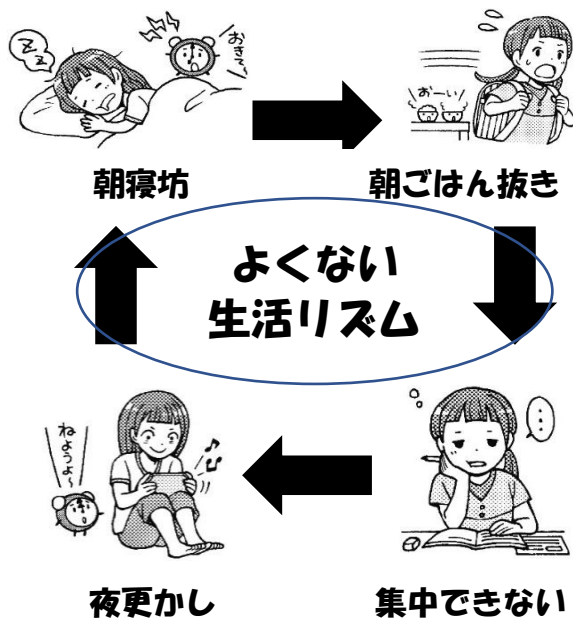 zz
おきて〜
おーい!
朝寝坊
朝ごはん抜き
よくない
生活リズム
ねようよ〜
・・・
夜更かし
集中できない